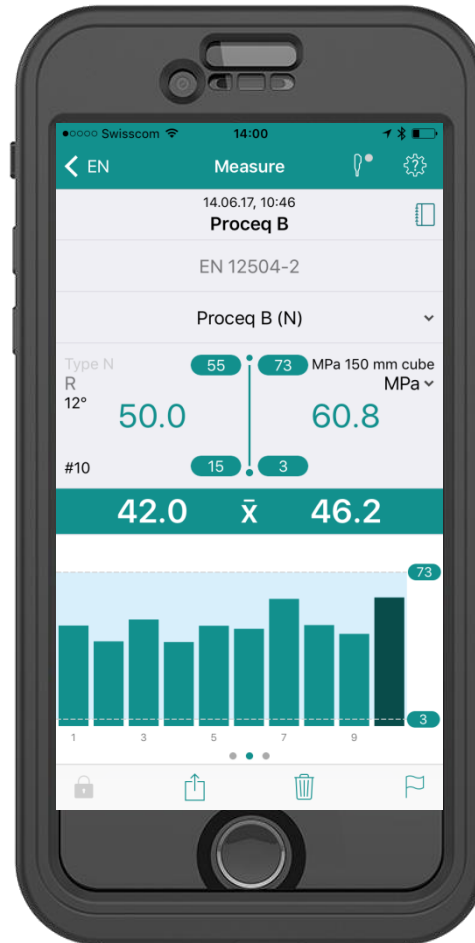 Swisscom 14:00
EN Measure
14.06.17, 10:46
Proceq B
EN 12504-2
Proceq B (N)
Type N 55 73 MPa 150 mm cube
R MPa
12° 50.0 60.8
#10 15 3
42.0 x̄ 46.2
73
3
1 3 5 7 9